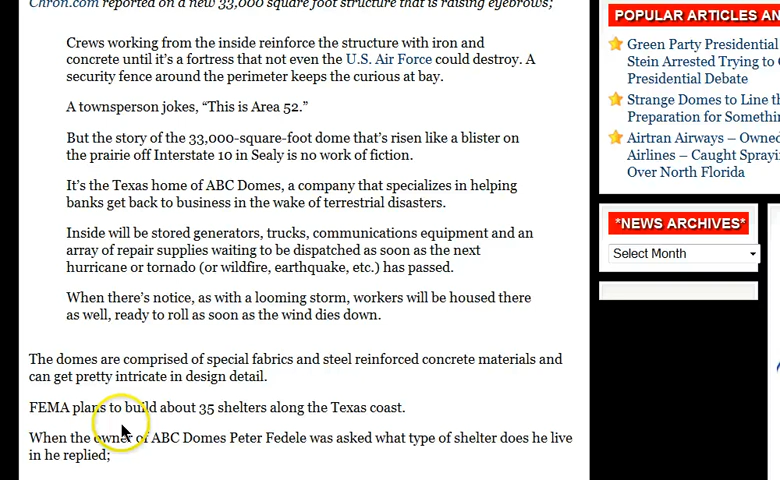 Chron.com reported on a new 33,000 square foot structure that is raising eyebrows;
Crews working from the inside reinforce the structure with iron and
concrete until it's a fortress that not even the U.S. Air Force could destroy. A
security fence around the perimeter keeps the curious at bay.
A townsperson jokes, “This is Area 52.”
But the story of the 33,000-square-foot dome that's risen like a blister on
the prairie off Interstate 10 in Sealy is no work of fiction.
It's the Texas home of ABC Domes, a company that specializes in helping
banks get back to business in the wake of terrestrial disasters.
Inside will be stored generators, trucks, communications equipment and an
array of repair supplies waiting to be dispatched as soon as the next
hurricane or tornado (or wildfire, earthquake, etc.) has passed.
When there's notice, as with a looming storm, workers will be housed there
as well, ready to roll as soon as the wind dies down.
The domes are comprised of special fabrics and steel reinforced concrete materials and
can get pretty intricate in design detail.
FEMA plans to build about 35 shelters along the Texas coast.
When the owner of ABC Domes Peter Fedele was asked what type of shelter does he live
in he replied;
POPULAR ARTICLES AN
Green Party Presidential
Stein Arrested Trying to
Presidential Debate
Strange Domes to Line th
Preparation for Somethin
Airtran Airways – Owned
Airlines – Caught Sprayi
Over North Florida
*NEWS ARCHIVES*
Select Month